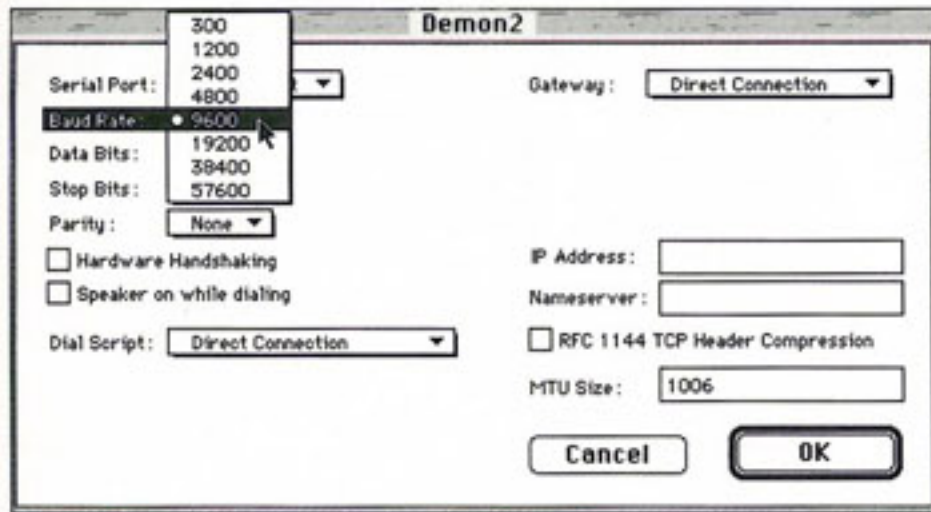 Demon2
300
1200
2400
4800
9600
19200
38400
57600
Serial Port:
Baud Rate:
Data Bits:
Stop Bits:
Parity: None
Hardware Handshaking
Speaker on while dialing
Dial Script: Direct Connection
Gateway: Direct Connection
IP Address:
Nameserver:
RFC 1144 TCP Header Compression
MTU Size: 1006
Cancel
OK